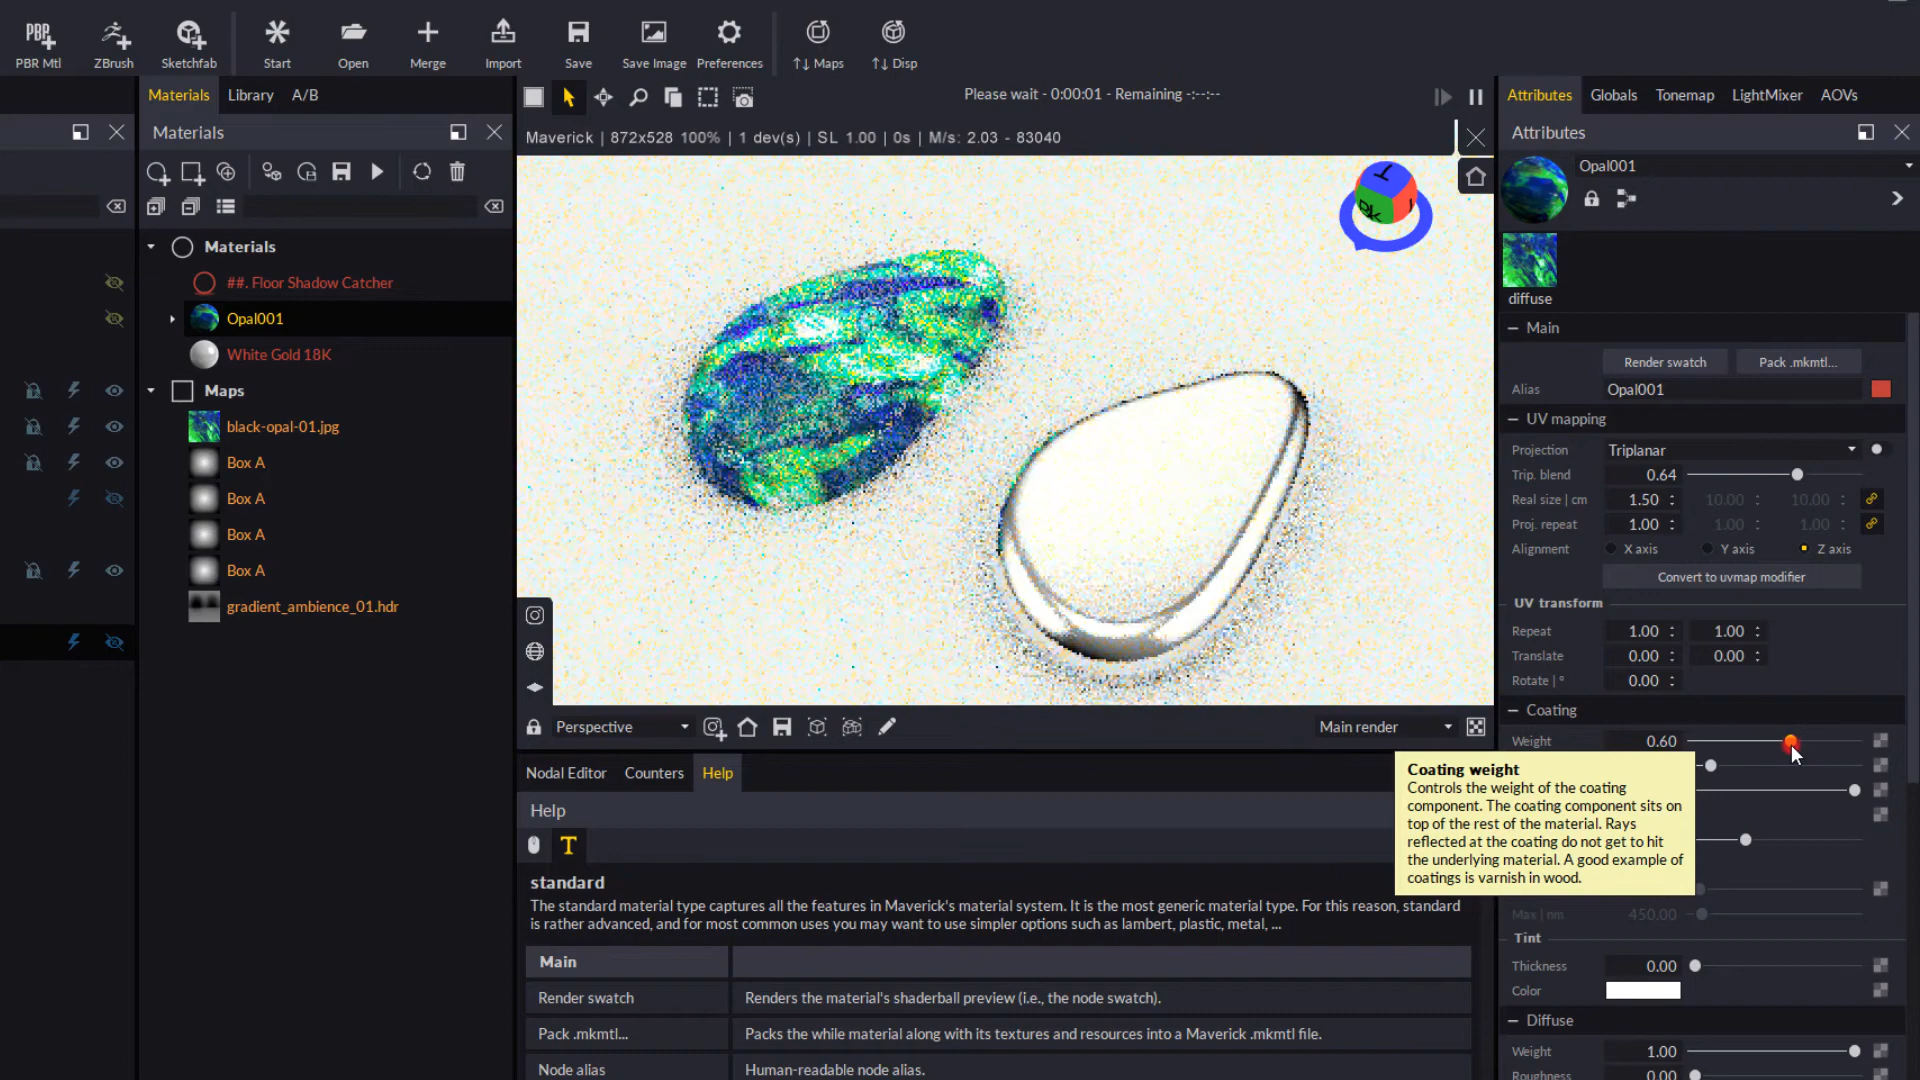 PBR
PBR Mtl
ZBrush
Sketchfab
Start
Open
Merge
Import
Save
Save Image
Preferences
↑↓ Maps
↑↓ Disp
Materials
Library
A/B
Materials
Materials
##. Floor Shadow Catcher
Opal001
White Gold 18K
Maps
black-opal-01.jpg
Box A
Box A
Box A
Box A
gradient_ambience_01.hdr
Please wait - 0:00:01 - Remaining -:--:--
Maverick | 872x528 100% | 1 dev(s) | SL 1.00 | 0s | M/s: 2.03 - 83040
Perspective
Main render
Nodal Editor
Counters
Help
Help
T
standard
The standard material type captures all the features in Maverick's material system. It is the most generic material type. For this reason, standard
is rather advanced, and for most common uses you may want to use simpler options such as lambert, plastic, metal, ...
Main
Render swatch
Renders the material's shaderball preview (i.e., the node swatch).
Pack .mkmtl...
Packs the while material along with its textures and resources into a Maverick .mkmtl file.
Node alias
Human-readable node alias.
Attributes
Globals
Tonemap
LightMixer
AOVs
Attributes
Opal001
diffuse
Main
Render swatch
Pack .mkmtl...
Alias
Opal001
UV mapping
Projection
Triplanar
Trip. blend
0.64
Real size | cm
1.50 10.00 10.00
Proj. repeat
1.00 1.00 1.00
Alignment
X axis
Y axis
Z axis
Convert to uvmap modifier
UV transform
Repeat
1.00 1.00
Translate
0.00 0.00
Rotate | °
0.00
Coating
Weight
0.60
Coating weight
Controls the weight of the coating
component. The coating component sits on
top of the rest of the material. Rays
reflected at the coating do not get to hit
the underlying material. A good example of
coatings is varnish in wood.
Max | nm
450.00
Tint
Thickness
0.00
Color
Diffuse
Weight
1.00
Roughness
0.00